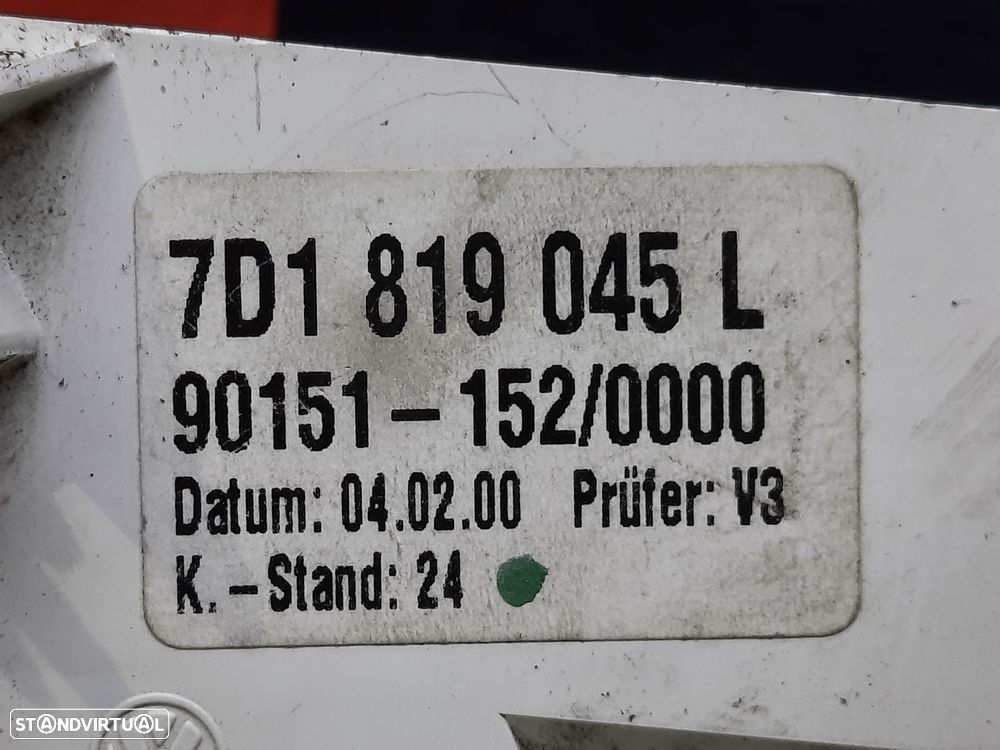 7D1 819 045 L
90151-152/0000
Datum: 04.02.00 Prüfer: V3
K.-Stand: 24
STANDVIRTUAL